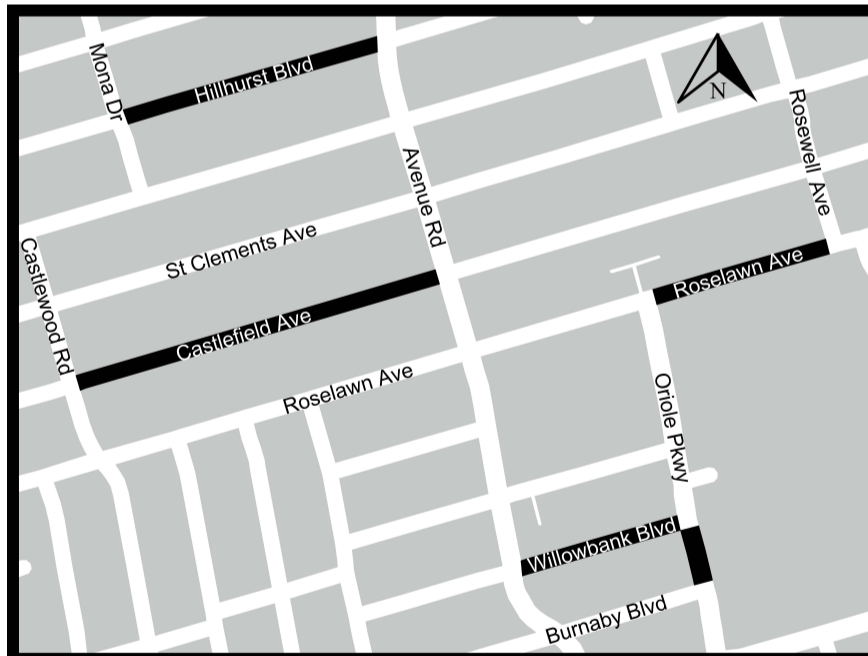 Mona Dr
Hillhurst Blvd
N
Rosewell Ave
Avenue Rd
St Clements Ave
Castlewood Rd
Roselawn Ave
Castlefield Ave
Roselawn Ave
Oriole Pkwy
Willowbank Blvd
Burnaby Blvd